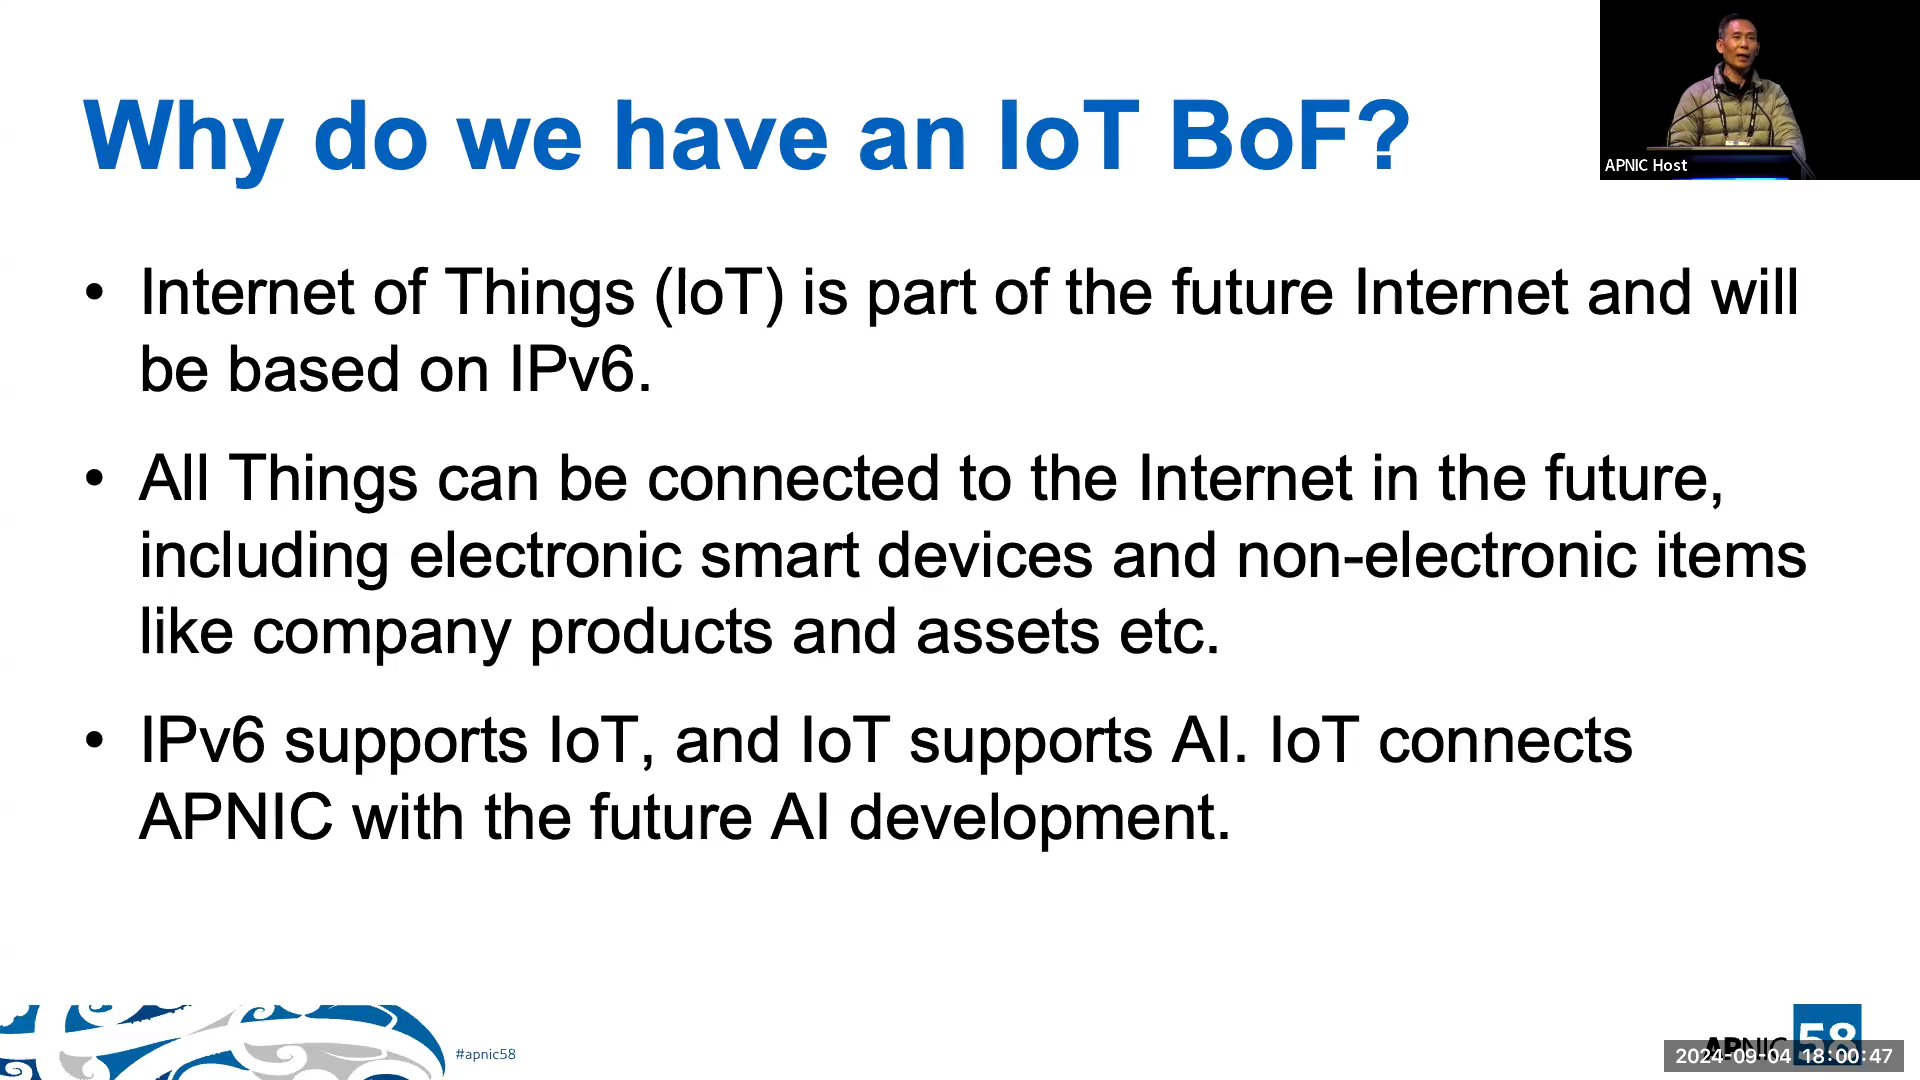 Why do we have an IoT BoF?
APNIC Host
• Internet of Things (IoT) is part of the future Internet and will
be based on IPv6.
• All Things can be connected to the Internet in the future,
including electronic smart devices and non-electronic items
like company products and assets etc.
• IPv6 supports IoT, and IoT supports AI. IoT connects
APNIC with the future AI development.
#apnic58
APNIC 58
2024-09-04 18:00:47